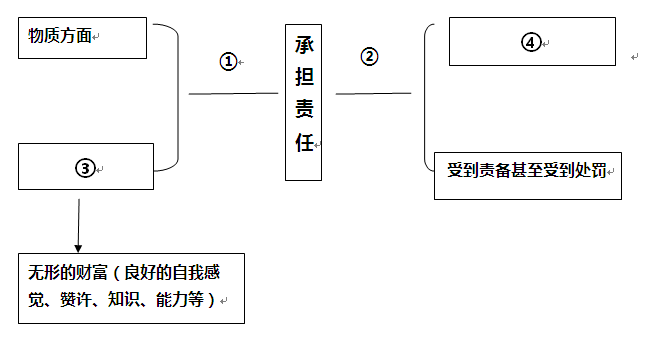 物质方面
①
承担责任
②
④
③
受到责备甚至受到处罚
无形的财富（良好的自我感
觉、赞许、知识、能力等）